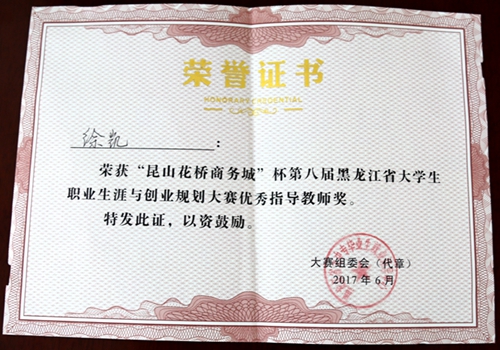 荣誉证书
HONORARY CREDENTIAL
徐凯:
荣获“昆山花桥商务城”杯第八届黑龙江省大学生
职业生涯与创业规划大赛优秀指导教师奖。
特发此证，以资鼓励。
大赛组委会（代章）
2017年6月